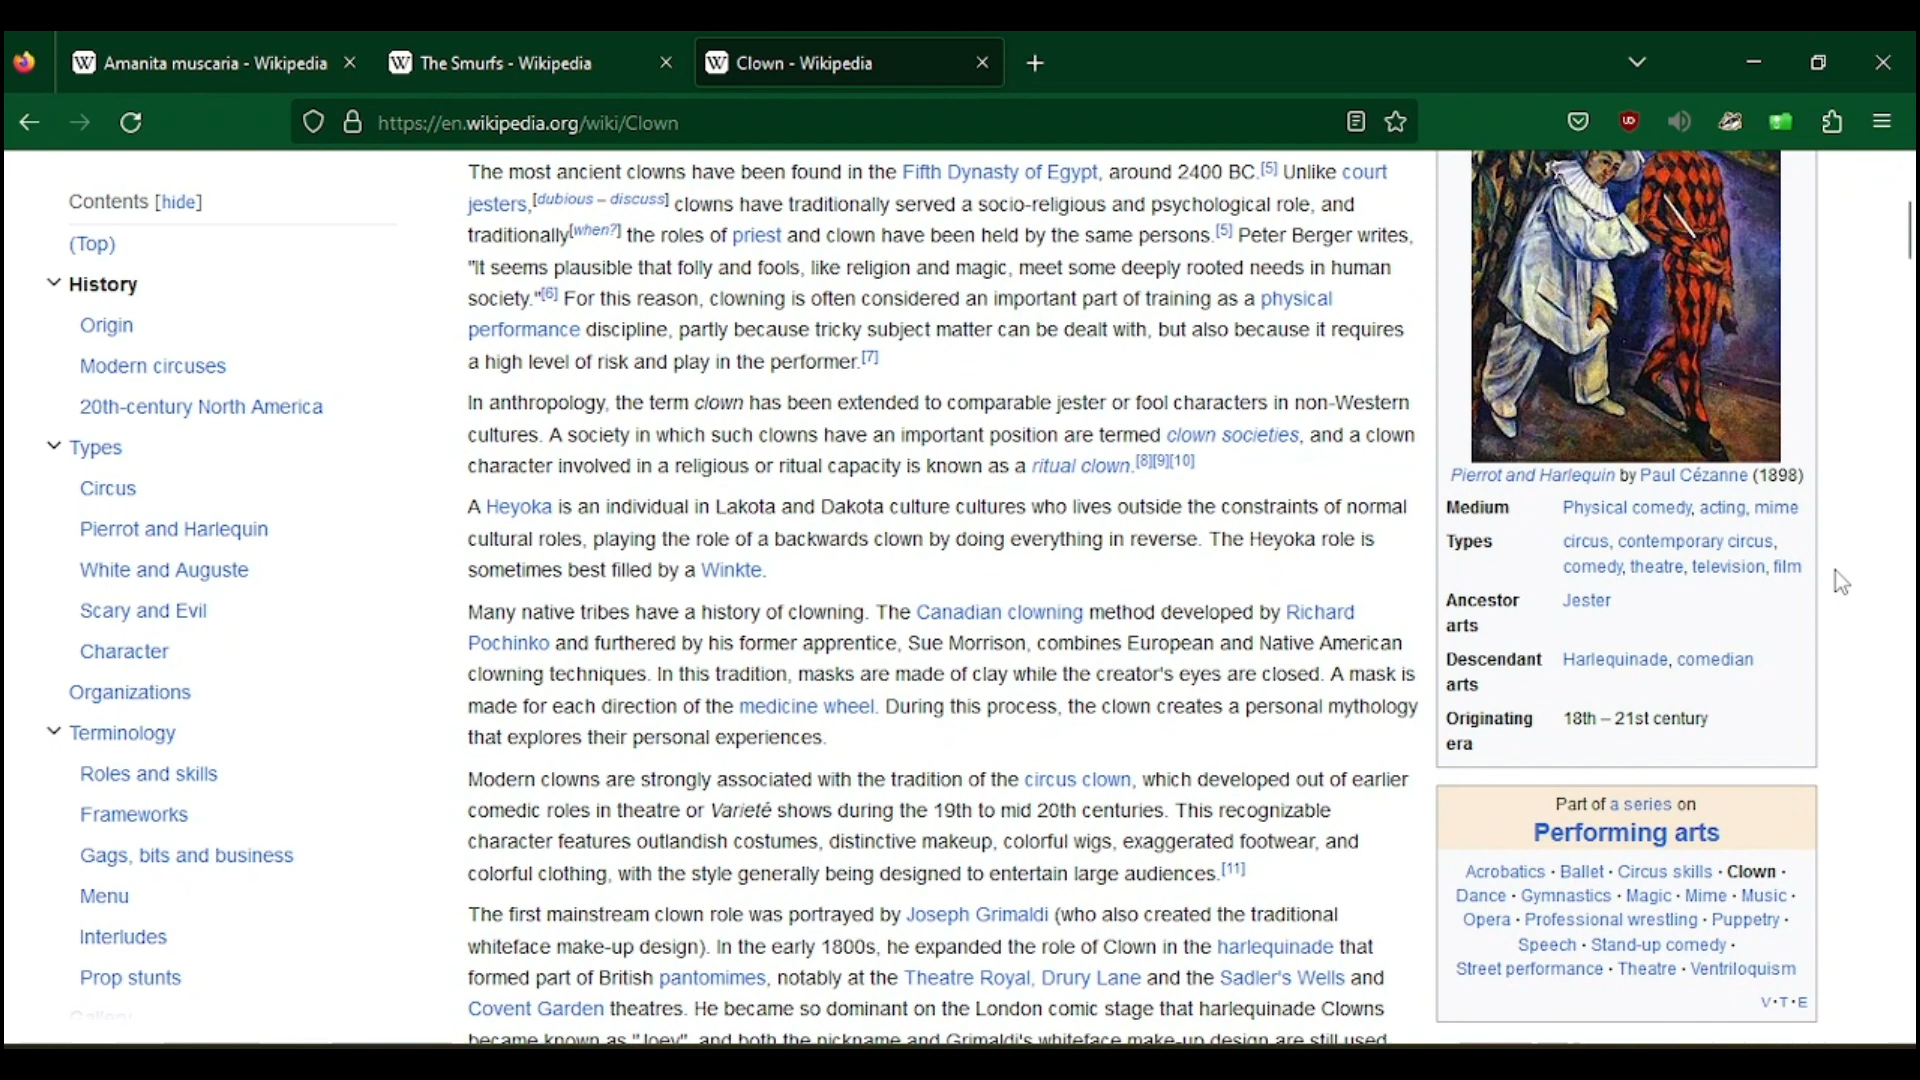 Amanita muscaria - Wikipedia
The Smurfs - Wikipedia
Clown - Wikipedia
https://en.wikipedia.org/wiki/Clown
Contents [hide]
(Top)
History
Origin
Modern circuses
20th-century North America
Types
Circus
Pierrot and Harlequin
White and Auguste
Scary and Evil
Character
Organizations
Terminology
Roles and skills
Frameworks
Gags, bits and business
Menu
Interludes
Prop stunts
Gallery
The most ancient clowns have been found in the Fifth Dynasty of Egypt, around 2400 BC.[5] Unlike court
jesters,[dubious – discuss] clowns have traditionally served a socio-religious and psychological role, and
traditionally[when?] the roles of priest and clown have been held by the same persons.[5] Peter Berger writes,
"It seems plausible that folly and fools, like religion and magic, meet some deeply rooted needs in human
society."[6] For this reason, clowning is often considered an important part of training as a physical
performance discipline, partly because tricky subject matter can be dealt with, but also because it requires
a high level of risk and play in the performer.[7]
In anthropology, the term clown has been extended to comparable jester or fool characters in non-Western
cultures. A society in which such clowns have an important position are termed clown societies, and a clown
character involved in a religious or ritual capacity is known as a ritual clown.[8][9][10]
A Heyoka is an individual in Lakota and Dakota culture cultures who lives outside the constraints of normal
cultural roles, playing the role of a backwards clown by doing everything in reverse. The Heyoka role is
sometimes best filled by a Winkte.
Many native tribes have a history of clowning. The Canadian clowning method developed by Richard
Pochinko and furthered by his former apprentice, Sue Morrison, combines European and Native American
clowning techniques. In this tradition, masks are made of clay while the creator's eyes are closed. A mask is
made for each direction of the medicine wheel. During this process, the clown creates a personal mythology
that explores their personal experiences.
Modern clowns are strongly associated with the tradition of the circus clown, which developed out of earlier
comedic roles in theatre or Varieté shows during the 19th to mid 20th centuries. This recognizable
character features outlandish costumes, distinctive makeup, colorful wigs, exaggerated footwear, and
colorful clothing, with the style generally being designed to entertain large audiences.[11]
The first mainstream clown role was portrayed by Joseph Grimaldi (who also created the traditional
whiteface make-up design). In the early 1800s, he expanded the role of Clown in the harlequinade that
formed part of British pantomimes, notably at the Theatre Royal, Drury Lane and the Sadler's Wells and
Covent Garden theatres. He became so dominant on the London comic stage that harlequinade Clowns
became known as "Joey", and both the nickname and Grimaldi's whiteface make-up design are still used
Pierrot and Harlequin by Paul Cézanne (1898)
Medium Physical comedy, acting, mime
Types circus, contemporary circus,
comedy, theatre, television, film
Ancestor Jester
arts
Descendant Harlequinade, comedian
arts
Originating 18th – 21st century
era
Part of a series on
Performing arts
Acrobatics · Ballet · Circus skills · Clown ·
Dance · Gymnastics · Magic · Mime · Music ·
Opera · Professional wrestling · Puppetry ·
Speech · Stand-up comedy ·
Street performance · Theatre · Ventriloquism
V·T·E